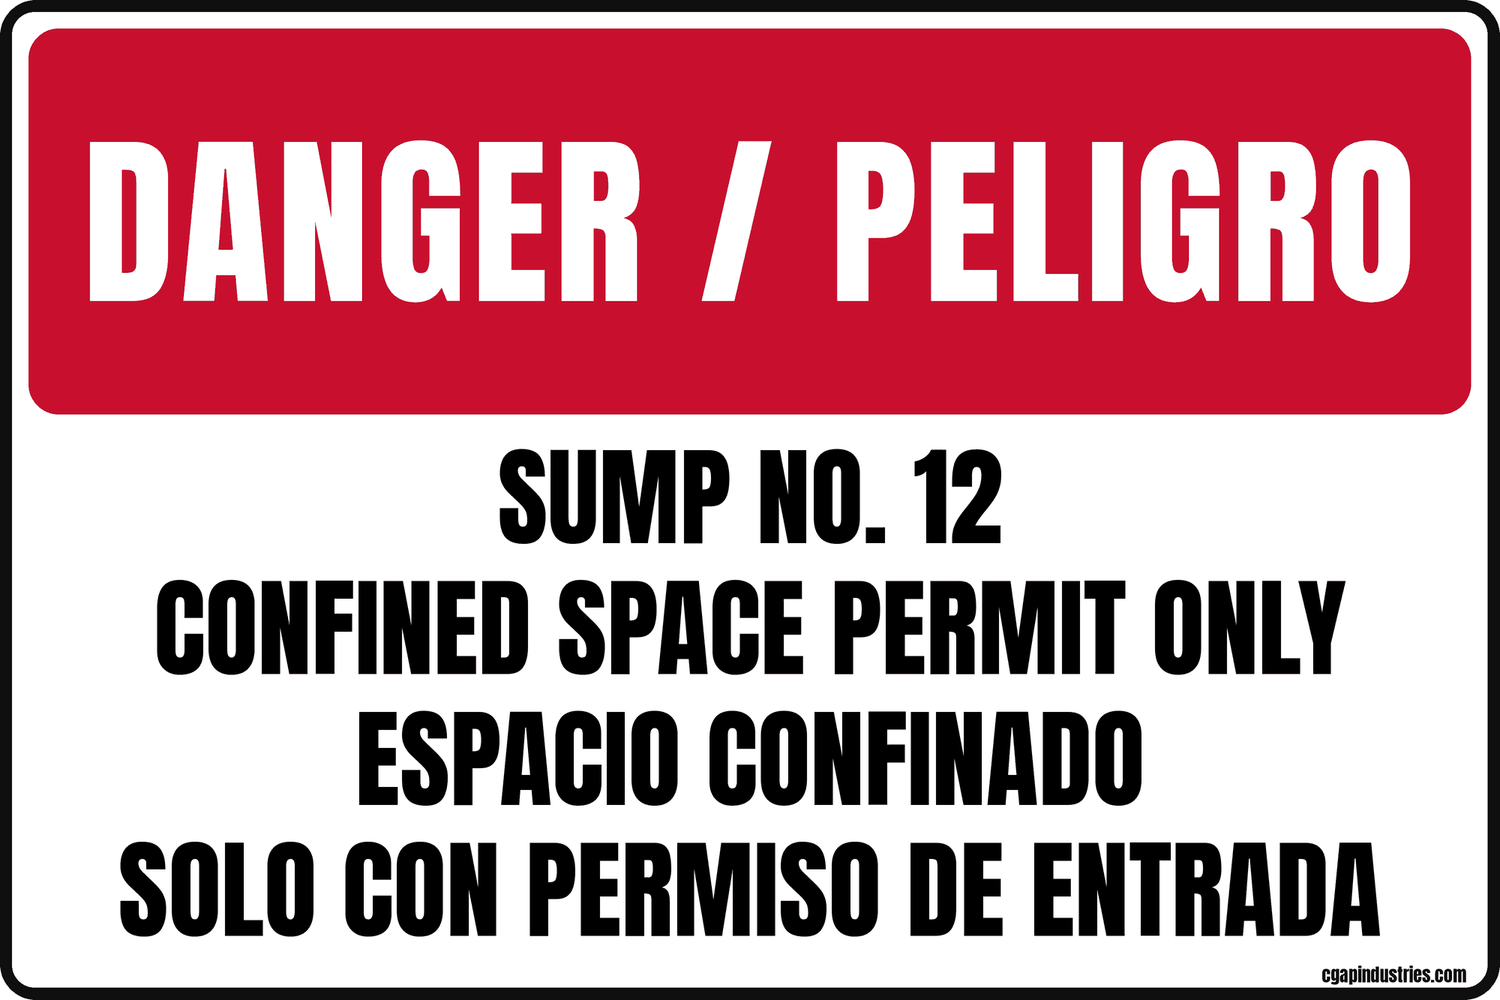 DANGER / PELIGRO
SUMP NO. 12
CONFINED SPACE PERMIT ONLY
ESPACIO CONFINADO
SOLO CON PERMISO DE ENTRADA
cgapindustries.com